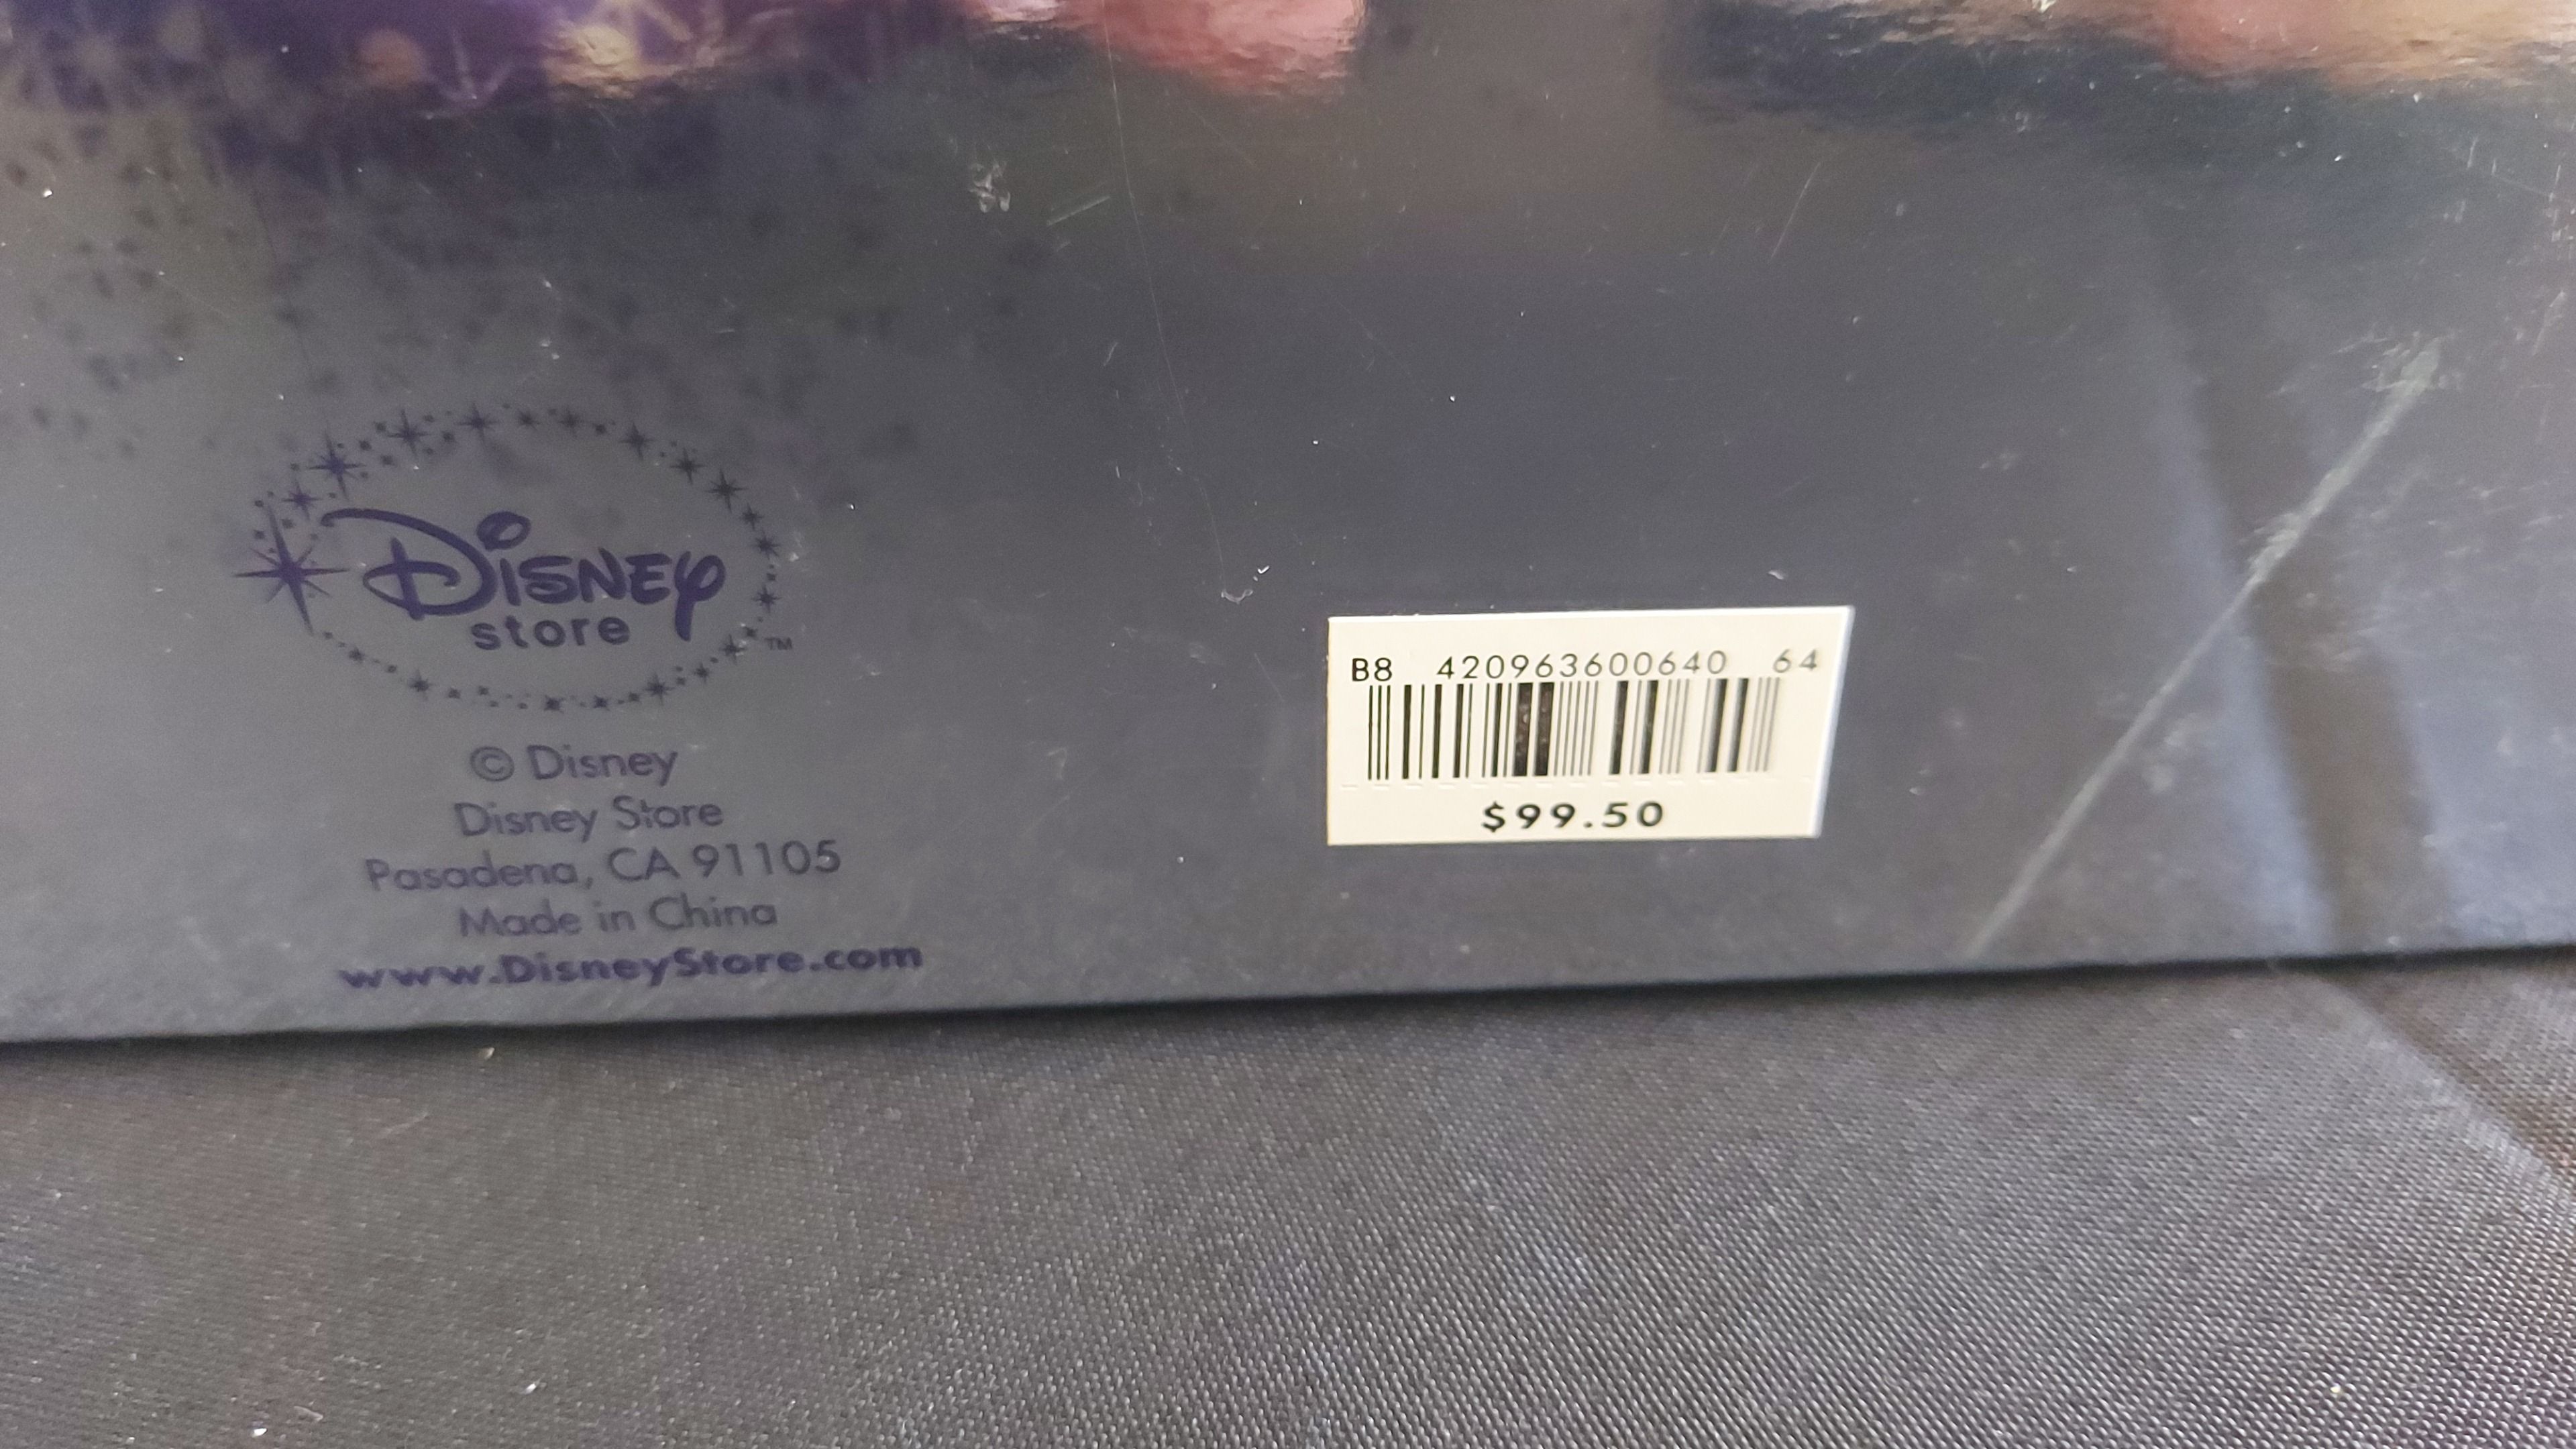 Disney
store
TM
© Disney
Disney Store
Pasadena, CA 91105
Made in China
www.DisneyStore.com
B8 420963600640 64
$99.50